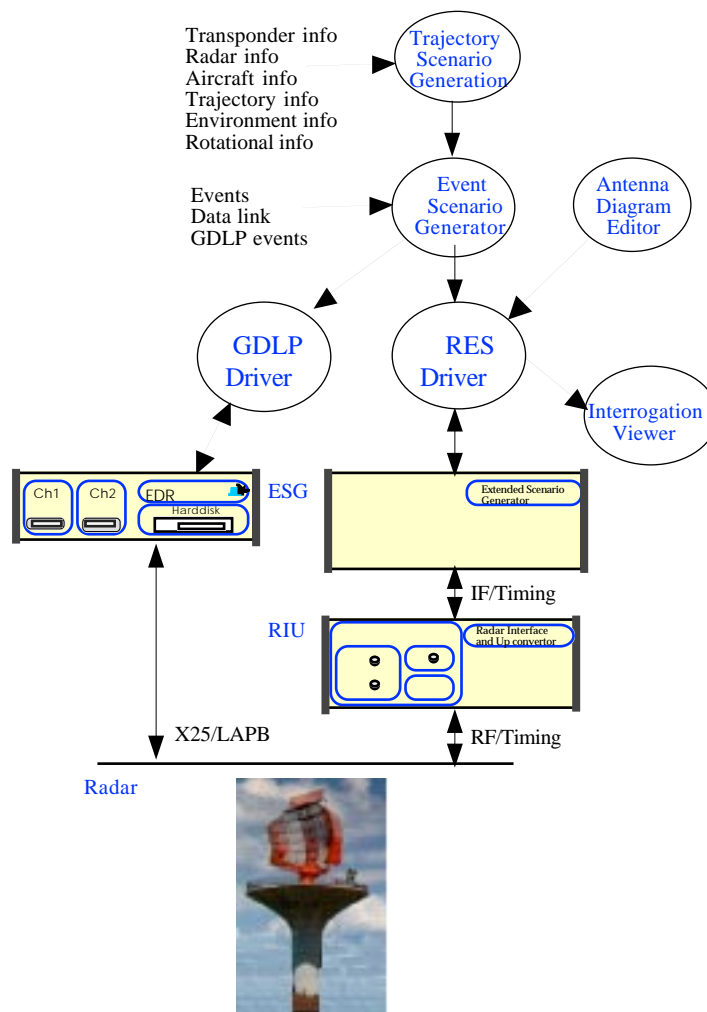 Transponder info
Radar info
Aircraft info
Trajectory info
Environment info
Rotational info
Trajectory
Scenario
Generation
Events
Data link
GDLP events
Event
Scenario
Generator
Antenna
Diagram
Editor
GDLP
Driver
RES
Driver
Interrogation
Viewer
Ch1
Ch2
EDR
Harddisk
ESG
Extended Scenario
Generator
IF/Timing
RIU
Radar Interface
and Up convertor
X25/LAPB
RF/Timing
Radar